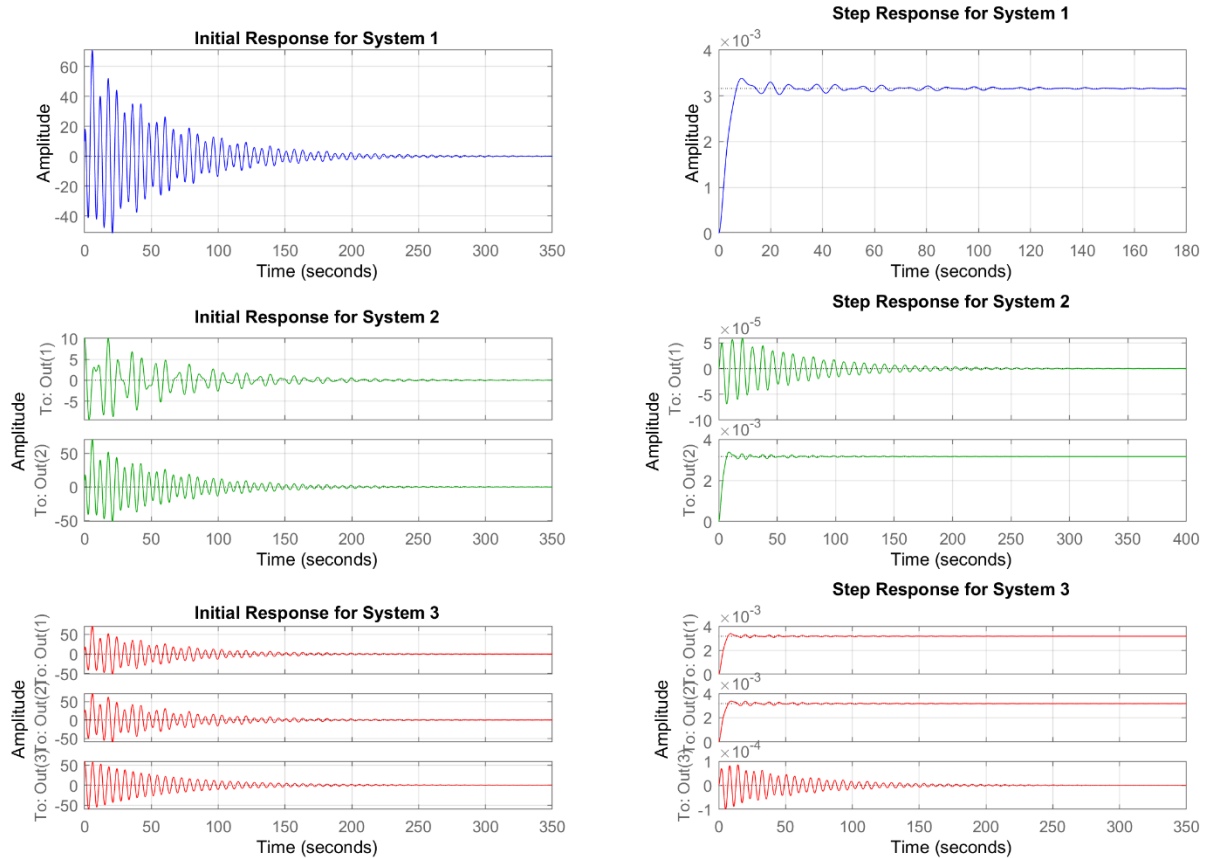 Initial Response for System 1
Amplitude
60
40
20
0
-20
-40
0 50 100 150 200 250 300 350
Time (seconds)
Step Response for System 1
×10⁻³
Amplitude
4
3
2
1
0
0 20 40 60 80 100 120 140 160 180
Time (seconds)
Initial Response for System 2
Amplitude
To: Out(1)
10
5
0
-5
To: Out(2)
50
0
-50
0 50 100 150 200 250 300 350
Time (seconds)
Step Response for System 2
Amplitude
×10⁻⁵
To: Out(1)
5
0
-5
-10
×10⁻³
To: Out(2)
4
2
0
0 50 100 150 200 250 300 350 400
Time (seconds)
Initial Response for System 3
Amplitude
To: Out(1)
50
0
-50
To: Out(2)
50
0
-50
To: Out(3)
50
0
-50
0 50 100 150 200 250 300 350
Time (seconds)
Step Response for System 3
Amplitude
×10⁻³
To: Out(1)
4
2
0
×10⁻³
To: Out(2)
4
2
0
×10⁻⁴
To: Out(3)
1
0
-1
0 50 100 150 200 250 300 350
Time (seconds)